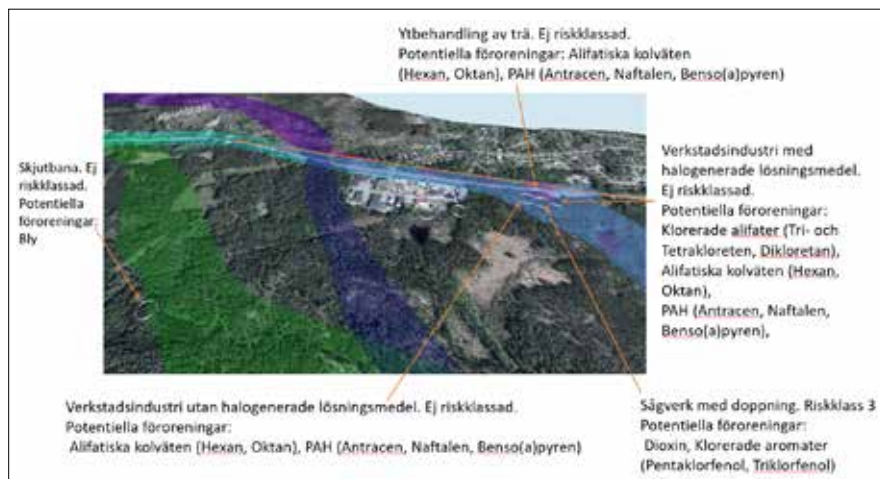 Ytbehandling av trä. Ej riskklassad.
Potentiella föroreningar: Alifatiska kolväten
(Hexan, Oktan), PAH (Antracen, Naftalen, Benso(a)pyren)
Skjutbana. Ej
riskklassad.
Potentiella
föroreningar:
Bly
Verkstadsindustri med
halogenerade lösningsmedel.
Ej riskklassad.
Potentiella föroreningar:
Klorerade alifater (Tri- och
Tetrakloreten, Dikloretan),
Alifatiska kolväten (Hexan,
Oktan),
PAH (Antracen, Naftalen,
Benso(a)pyren),
Verkstadsindustri utan halogenerade lösningsmedel. Ej riskklassad.
Potentiella föroreningar:
Alifatiska kolväten (Hexan, Oktan), PAH (Antracen, Naftalen, Benso(a)pyren)
Sågverk med doppning. Riskklass 3
Potentiella föroreningar:
Dioxin, Klorerade aromater
(Pentaklorfenol, Triklorfenol)